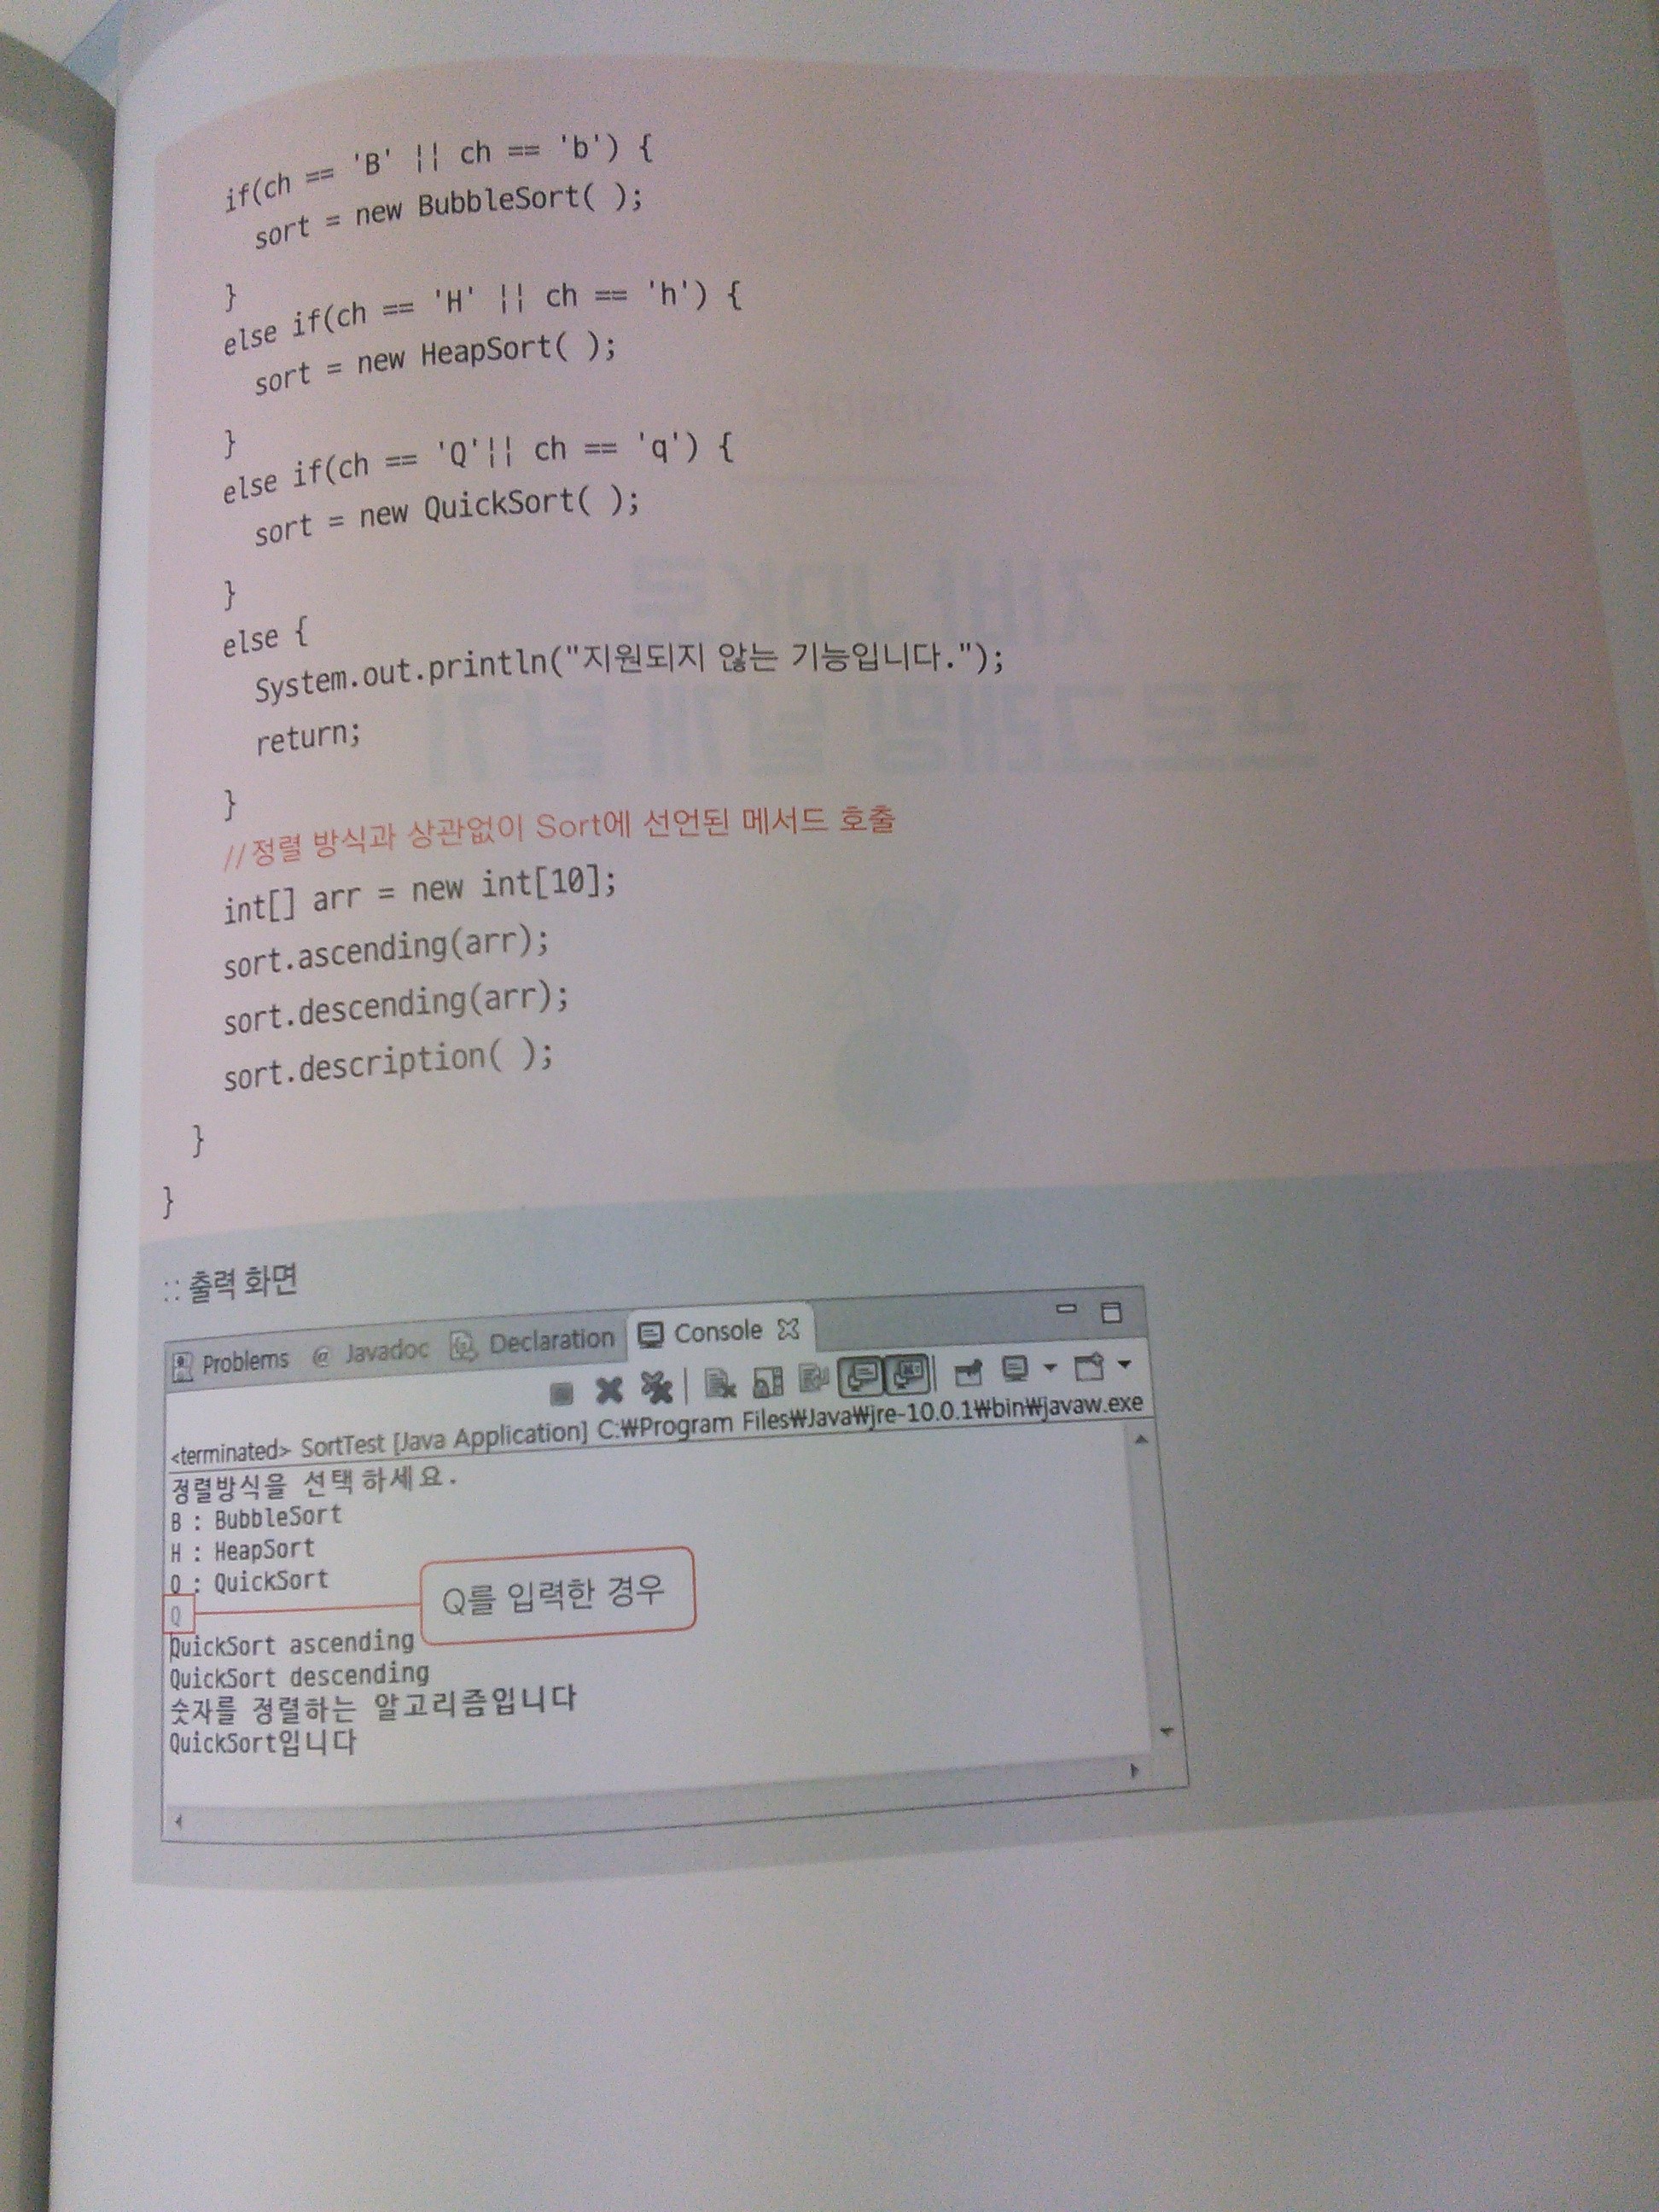 if(ch == 'B' || ch == 'b') {
sort = new BubbleSort( );
}
else if(ch == 'H' || ch == 'h') {
sort = new HeapSort( );
}
else if(ch == 'Q'|| ch == 'q') {
sort = new QuickSort( );
}
else {
System.out.println("지원되지 않는 기능입니다.");
return;
}
//정렬 방식과 상관없이 Sort에 선언된 메서드 호출
int[] arr = new int[10];
sort.ascending(arr);
sort.descending(arr);
sort.description( );
}
}
:: 출력 화면
Problems @ Javadoc Declaration Console
<terminated> SortTest [Java Application] C:₩Program Files₩Java₩jre-10.0.1₩bin₩javaw.exe
정렬방식을 선택하세요.
B : BubbleSort
H : HeapSort
Q : QuickSort
Q
Q를 입력한 경우
QuickSort ascending
QuickSort descending
숫자를 정렬하는 알고리즘입니다
QuickSort입니다